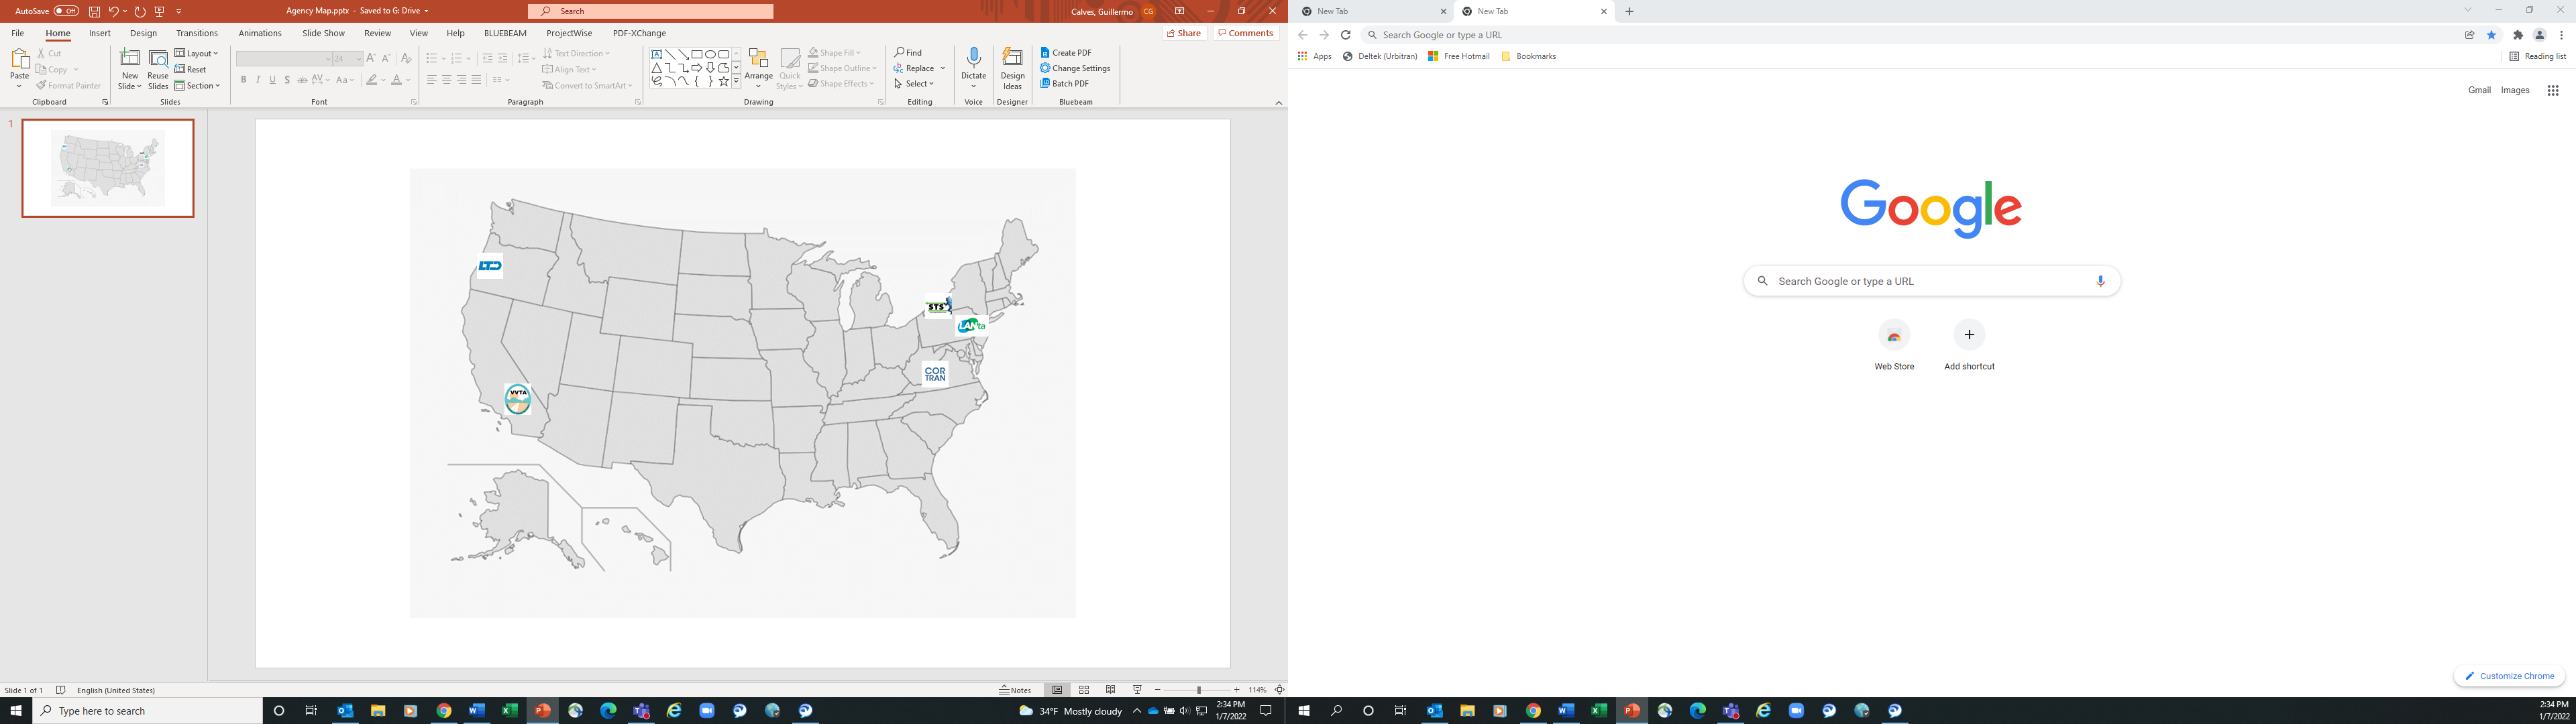 AutoSave Off Agency Map.pptx - Saved to G: Drive Search Calves, Guillermo CG
File Home Insert Design Transitions Animations Slide Show Review View Help BLUEBEAM ProjectWise PDF-XChange Share Comments
Paste Cut Copy Format Painter
Clipboard
New Slide Reuse Slides Layout Reset Section
Slides
24
B I U S ab AV Aa A
Font
Text Direction
Align Text
Convert to SmartArt
Paragraph
Arrange Quick Styles Shape Fill Shape Outline Shape Effects
Drawing
Find
Replace
Select
Editing
Dictate
Voice
Design Ideas
Designer
Create PDF
Change Settings
Batch PDF
Bluebeam
1
LTD
STS
LANta
COR
TRAN
VVTA
Slide 1 of 1 English (United States) Notes 114%
Type here to search 34°F Mostly cloudy 2:34 PM
1/7/2022
New Tab New Tab
Search Google or type a URL
Apps Deltek (Urbitran) Free Hotmail Bookmarks Reading list
Gmail Images
Google
Search Google or type a URL
Web Store Add shortcut
Customize Chrome
2:34 PM
1/7/2022